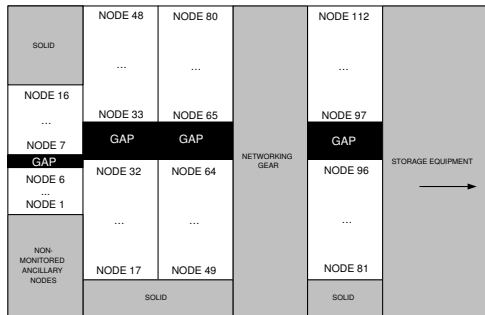 SOLID
NODE 16
...
NODE 7
GAP
NODE 6
...
NODE 1
NON-
MONITORED
ANCILLARY
NODES
NODE 48
...
NODE 33
GAP
NODE 32
...
NODE 17
NODE 80
...
NODE 65
GAP
NODE 64
...
NODE 49
SOLID
NETWORKING
GEAR
NODE 112
...
NODE 97
GAP
NODE 96
...
NODE 81
SOLID
STORAGE EQUIPMENT